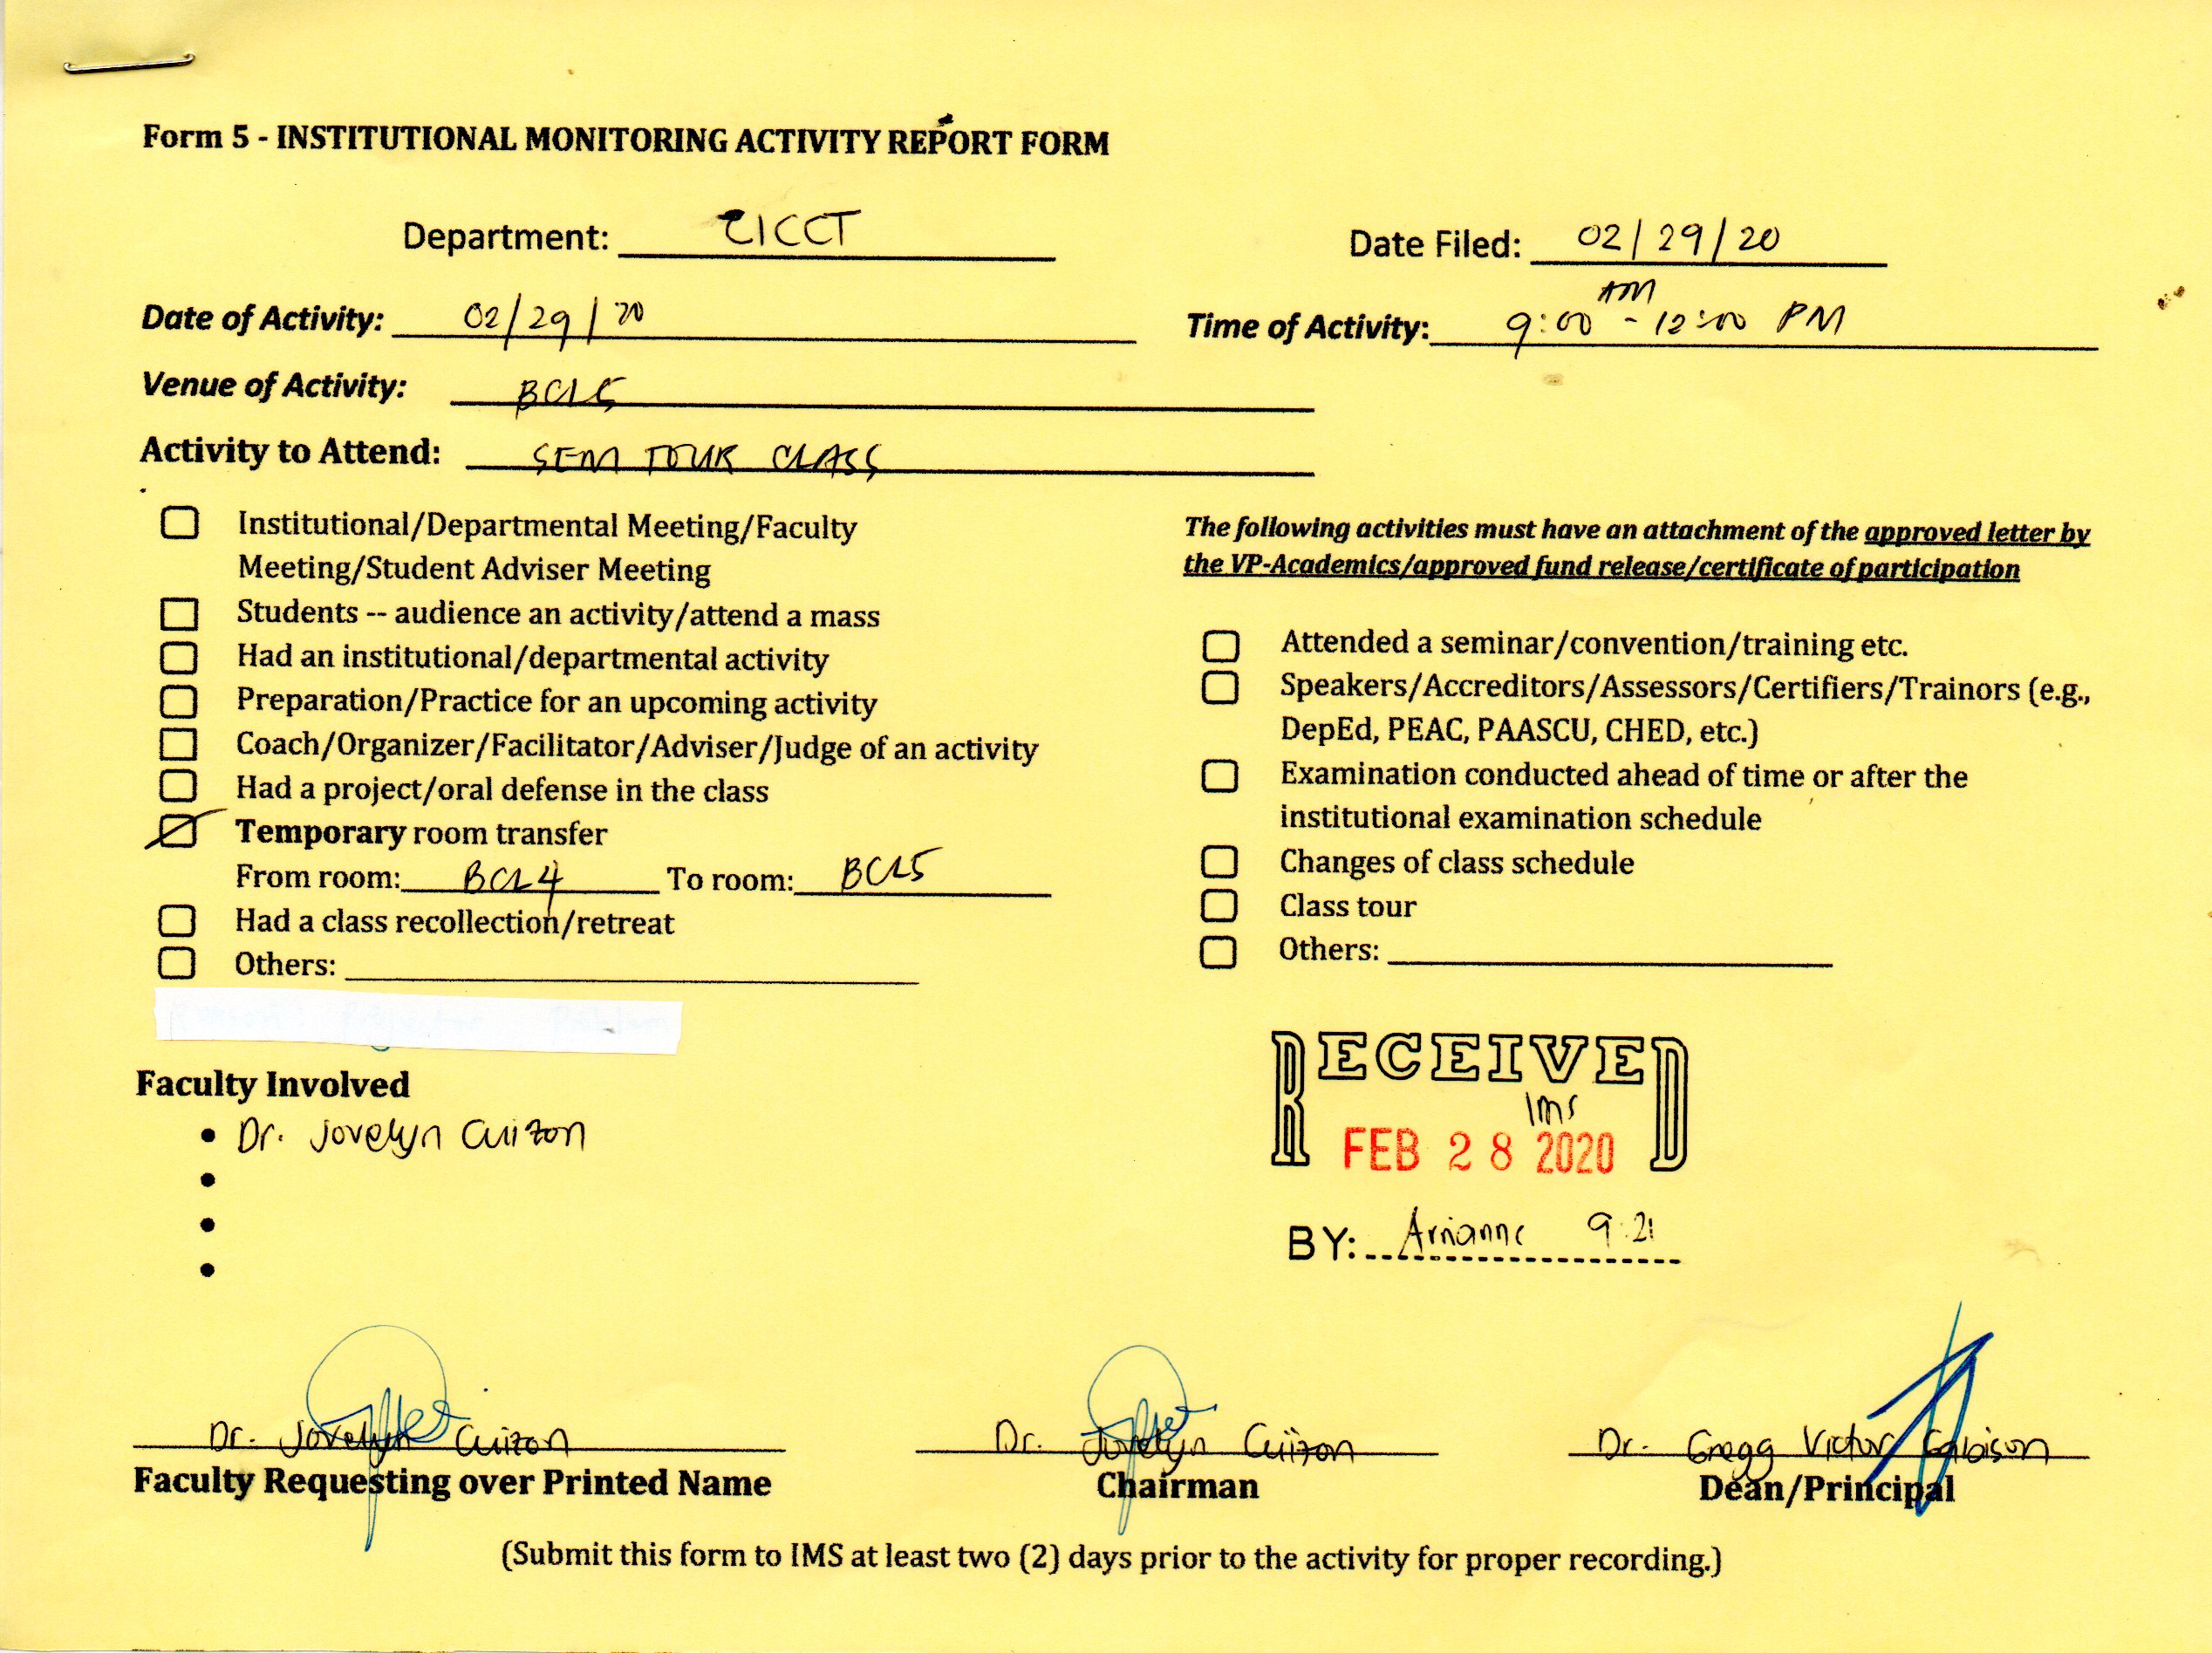 Form 5 - INSTITUTIONAL MONITORING ACTIVITY REPORT FORM
Department: CICCT
Date Filed: 02/29/20
Date of Activity: 02/29/20
Time of Activity: 9:00 AM - 12:00 PM
Venue of Activity: BCL5
Activity to Attend: SEM TOUR CLASS
Institutional/Departmental Meeting/Faculty
Meeting/Student Adviser Meeting
Students -- audience an activity/attend a mass
Had an institutional/departmental activity
Preparation/Practice for an upcoming activity
Coach/Organizer/Facilitator/Adviser/Judge of an activity
Had a project/oral defense in the class
Temporary room transfer
From room: BCL4 To room: BCL5
Had a class recollection/retreat
Others:
The following activities must have an attachment of the approved letter by
the VP-Academics/approved fund release/certificate of participation
Attended a seminar/convention/training etc.
Speakers/Accreditors/Assessors/Certifiers/Trainors (e.g.,
DepEd, PEAC, PAASCU, CHED, etc.)
Examination conducted ahead of time or after the
institutional examination schedule
Changes of class schedule
Class tour
Others:
Faculty Involved
• Dr. Jovelyn Cuizon
•
•
•
RECEIVED
IMS
FEB 28 2020
BY: Arianne 9:21
Dr. Jovelyn Cuizon
Faculty Requesting over Printed Name
Dr. Jovelyn Cuizon
Chairman
Dr. Gregg Victor Gabison
Dean/Principal
(Submit this form to IMS at least two (2) days prior to the activity for proper recording.)